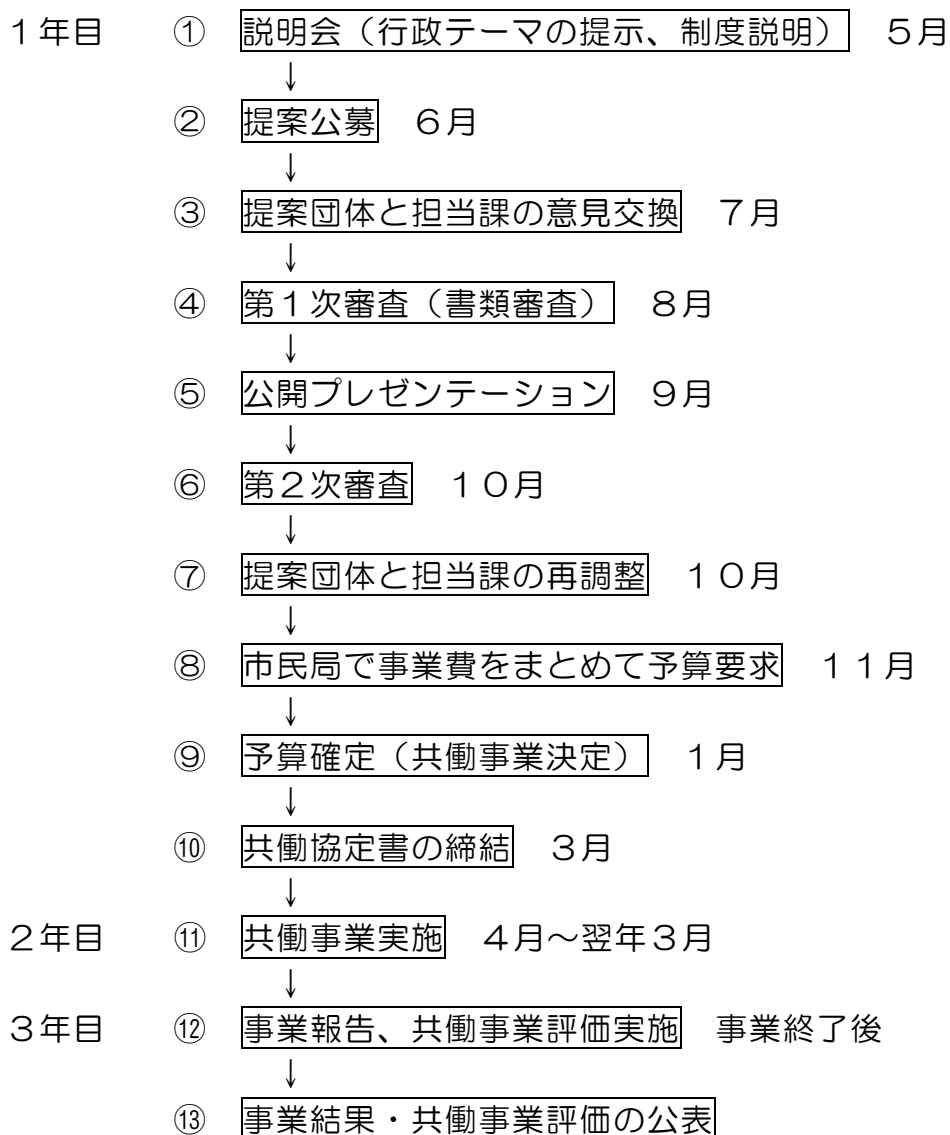 １年目　①　説明会（行政テーマの提示、制度説明）　５月
↓
②　提案公募　６月
↓
③　提案団体と担当課の意見交換　７月
↓
④　第１次審査（書類審査）　８月
↓
⑤　公開プレゼンテーション　９月
↓
⑥　第２次審査　１０月
↓
⑦　提案団体と担当課の再調整　１０月
↓
⑧　市民局で事業費をまとめて予算要求　１１月
↓
⑨　予算確定（共働事業決定）　１月
↓
⑩　共働協定書の締結　３月
↓
２年目　⑪　共働事業実施　４月～翌年３月
↓
３年目　⑫　事業報告、共働事業評価実施　事業終了後
↓
⑬　事業結果・共働事業評価の公表